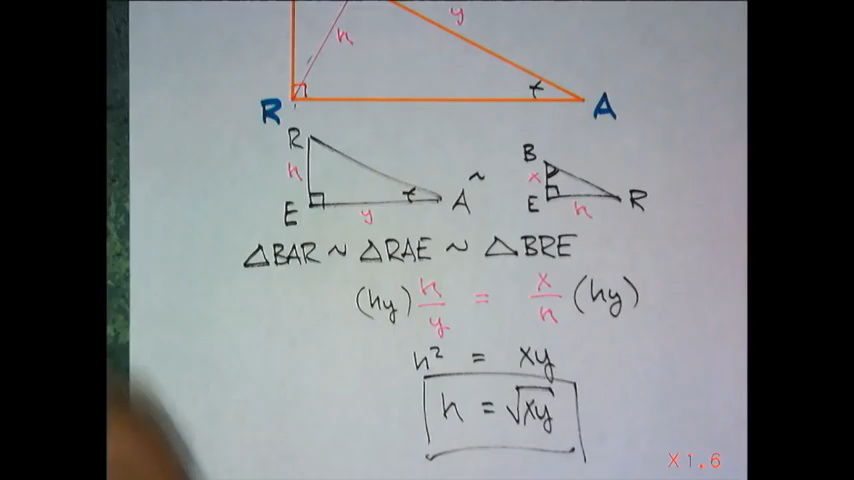 y
h
R
A
R
h
E
y
A
~
B
x
E
h
R
△BAR ~ △RAE ~ △BRE
(hy) h/y = x/h (hy)
h² = xy
h = √xy
X1.6